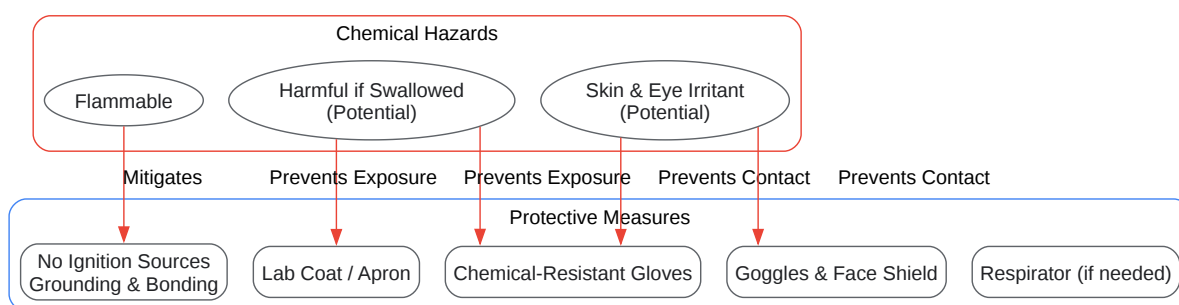 Chemical Hazards
Flammable
Harmful if Swallowed
(Potential)
Skin & Eye Irritant
(Potential)
Mitigates
Prevents Exposure
Prevents Exposure
Prevents Contact
Prevents Contact
Protective Measures
No Ignition Sources
Grounding & Bonding
Lab Coat / Apron
Chemical-Resistant Gloves
Goggles & Face Shield
Respirator (if needed)